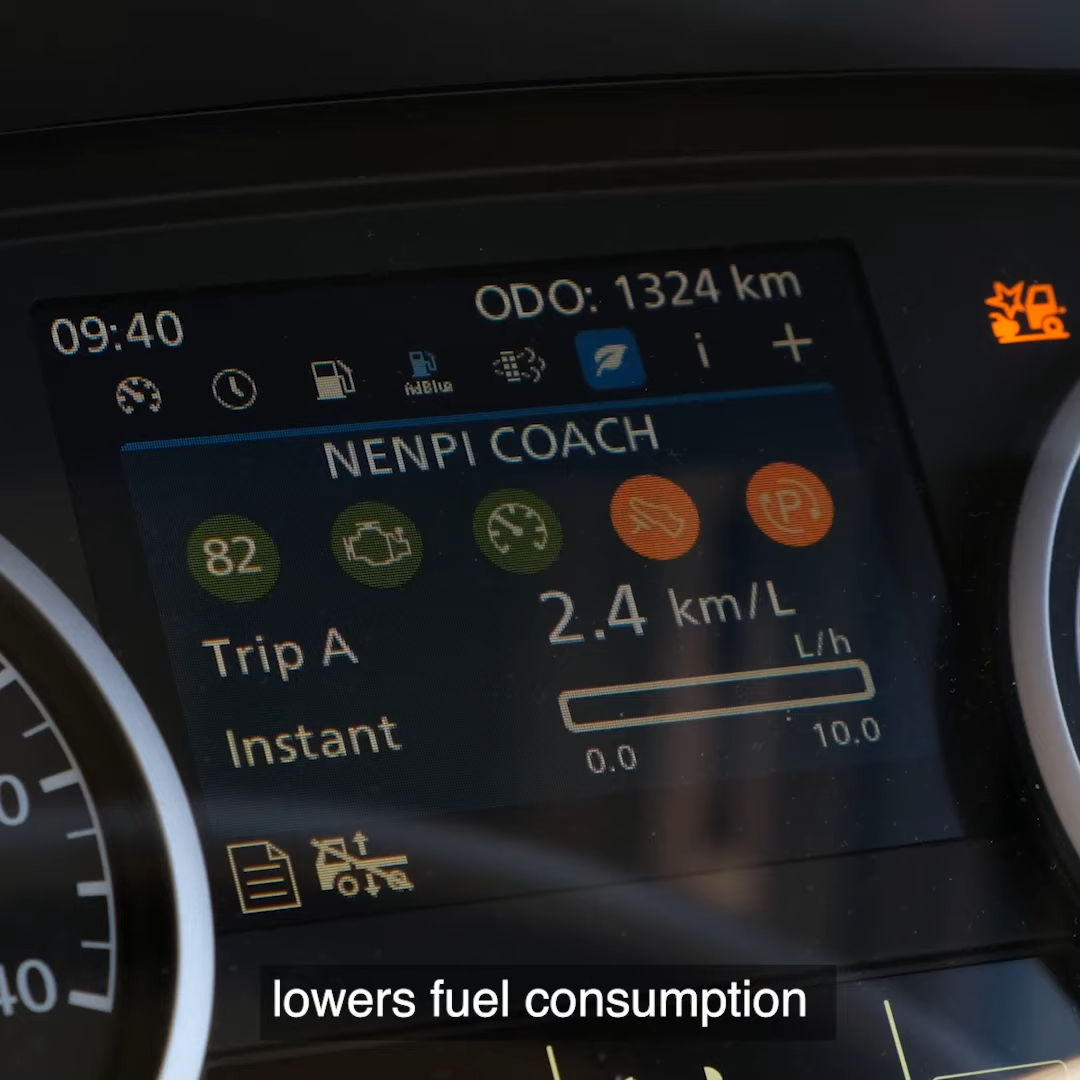 09:40
ODO: 1324 km
AdBlue
i
NENPI COACH
82
P
2.4 km/L
Trip A
L/h
Instant
0.0
10.0
40
lowers fuel consumption